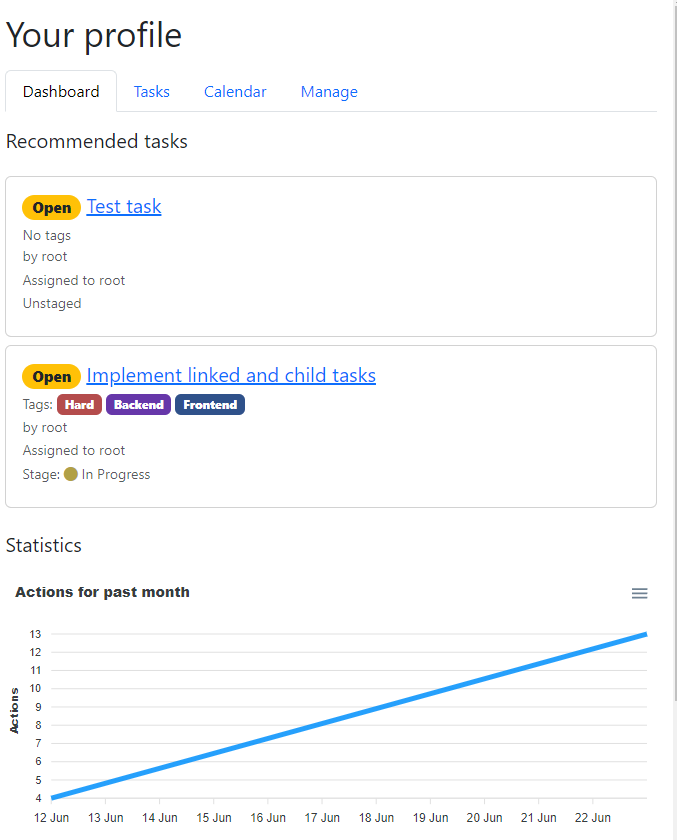 Your profile
Dashboard Tasks Calendar Manage
Recommended tasks
Open Test task
No tags
by root
Assigned to root
Unstaged
Open Implement linked and child tasks
Tags: Hard Backend Frontend
by root
Assigned to root
Stage: In Progress
Statistics
Actions for past month
Actions
13
12
11
10
9
8
7
6
5
4
12 Jun 13 Jun 14 Jun 15 Jun 16 Jun 17 Jun 18 Jun 19 Jun 20 Jun 21 Jun 22 Jun